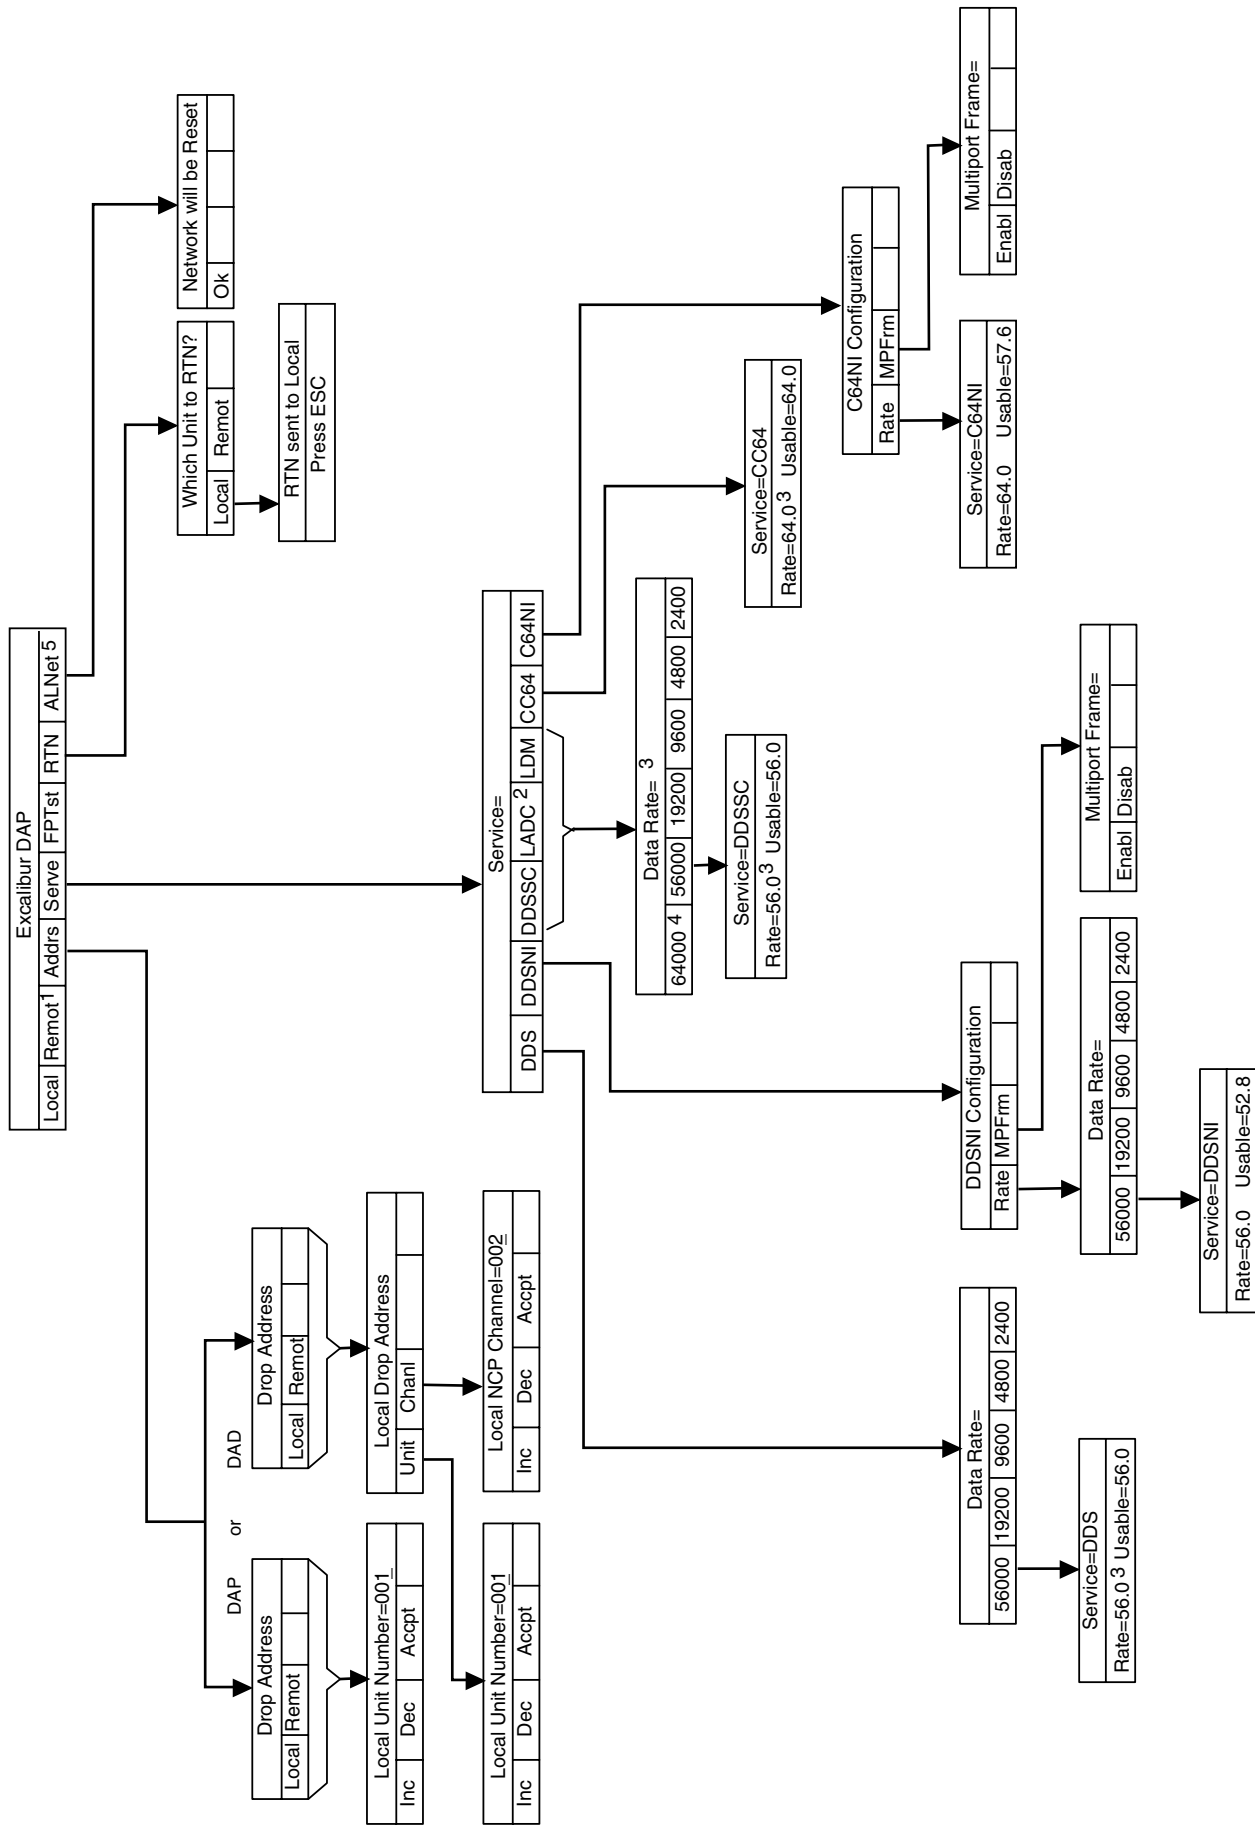 Excalibur DAP
Local Remot1 Addrs Serve FPTst RTN ALNet 5
Network will be Reset
Ok
Which Unit to RTN?
Local Remot
RTN sent to Local
Press ESC
DAP or DAD
Drop Address
Local Remot
Drop Address
Local Remot
Local Unit Number=001
Inc Dec Accpt
Local Drop Address
Unit Chanl
Local Unit Number=001
Inc Dec Accpt
Local NCP Channel=002
Inc Dec Accpt
Service=
DDS DDSNI DDSSC LADC 2 LDM CC64 C64NI
Data Rate= 3
64000 4 56000 19200 9600 4800 2400
Service=DDSSC
Rate=56.03 Usable=56.0
Service=CC64
Rate=64.03 Usable=64.0
C64NI Configuration
Rate MPFrm
Service=C64NI
Rate=64.0 Usable=57.6
Multiport Frame=
Enabl Disab
Data Rate=
56000 19200 9600 4800 2400
Service=DDS
Rate=56.0 3 Usable=56.0
DDSNI Configuration
Rate MPFrm
Data Rate=
56000 19200 9600 4800 2400
Service=DDSNI
Rate=56.0 Usable=52.8
Multiport Frame=
Enabl Disab